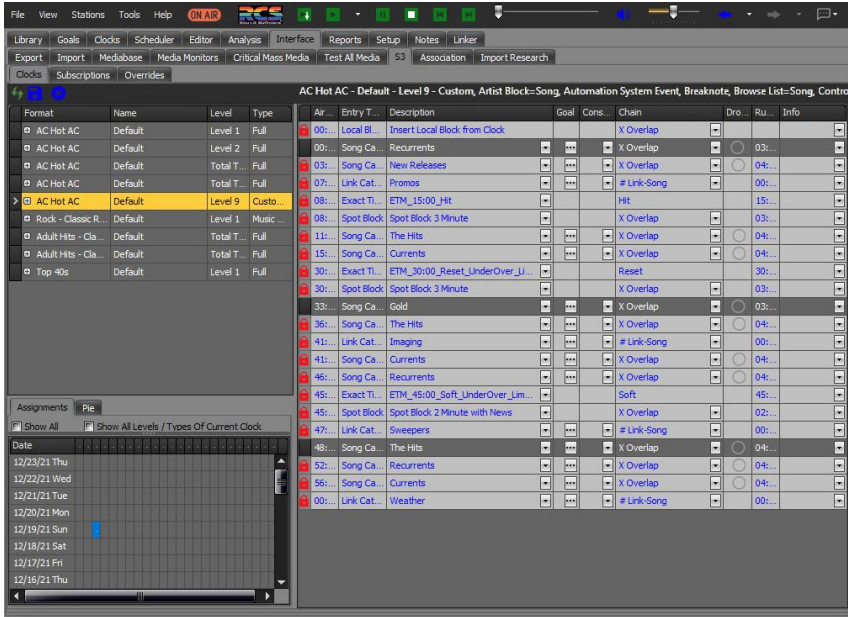 File View Stations Tools Help ON AIR RCS
Library Goals Clocks Scheduler Editor Analysis Interface Reports Setup Notes Linker
Export Import Mediabase Media Monitors Critical Mass Media Test All Media S3 Association Import Research
Clocks Subscriptions Overrides
AC Hot AC - Default - Level 9 - Custom, Artist Block=Song, Automation System Event, Breaknote, Browse List=Song, Contro
Format Name Level Type
AC Hot AC Default Level 1 Full
AC Hot AC Default Level 2 Full
AC Hot AC Default Total T... Full
AC Hot AC Default Total T... Full
AC Hot AC Default Level 9 Custo...
Rock - Classic R... Default Level 1 Music ...
Adult Hits - Cla... Default Total T... Full
Adult Hits - Cla... Default Total T... Full
Top 40s Default Level 1 Full
Assignments Pie
Show All Show All Levels / Types Of Current Clock
Date
12/23/21 Thu
12/22/21 Wed
12/21/21 Tue
12/20/21 Mon
12/19/21 Sun
12/18/21 Sat
12/17/21 Fri
12/16/21 Thu
Air... Entry T... Description Goal Cons... Chain Dro... Ru... Info
00:... Local Bl... Insert Local Block from Clock X Overlap
00:... Song Ca... Recurrents X Overlap 03:...
03:... Song Ca... New Releases X Overlap 04:...
07:... Link Cat... Promos # Link-Song 00:...
08:... Exact Ti... ETM_15:00_Hit Hit 15:...
08:... Spot Block Spot Block 3 Minute X Overlap 03:...
11:... Song Ca... The Hits X Overlap 04:...
15:... Song Ca... Currents X Overlap 04:...
30:... Exact Ti... ETM_30:00_Reset_UnderOver_Li... Reset 30:...
30:... Spot Block Spot Block 3 Minute X Overlap 03:...
33:... Song Ca... Gold X Overlap 03:...
36:... Song Ca... The Hits X Overlap 04:...
41:... Link Cat... Imaging # Link-Song 00:...
41:... Song Ca... Currents X Overlap 04:...
46:... Song Ca... Recurrents X Overlap 04:...
45:... Exact Ti... ETM_45:00_Soft_UnderOver_Lim... Soft 45:...
45:... Spot Block Spot Block 2 Minute with News X Overlap 02:...
47:... Link Cat... Sweepers # Link-Song 00:...
48:... Song Ca... The Hits X Overlap 04:...
52:... Song Ca... Recurrents X Overlap 04:...
56:... Song Ca... Currents X Overlap 04:...
00:... Link Cat... Weather # Link-Song 00:...